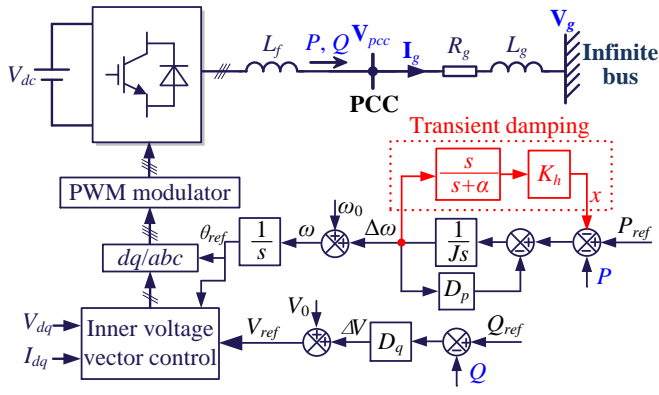 V_dc
L_f
P, Q
V_pcc
I_g
R_g
L_g
V_g
Infinite
bus
PCC
Transient damping
s
s+α
K_h
x
PWM modulator
θ_ref
1
s
ω
ω_0
Δω
1
Js
P_ref
P
dq/abc
D_p
V_dq
I_dq
Inner voltage
vector control
V_ref
V_0
ΔV
D_q
Q_ref
Q